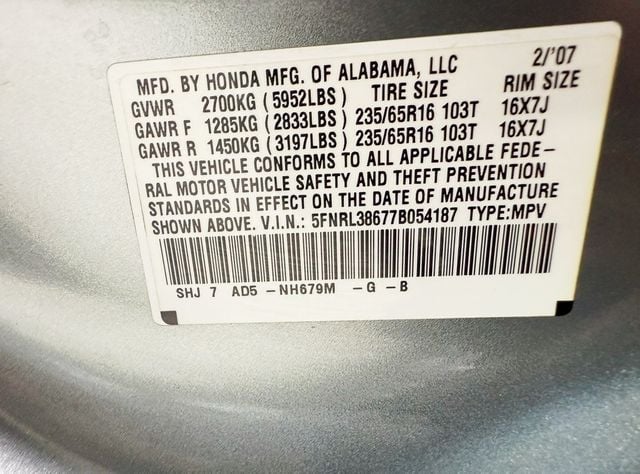 MFD. BY HONDA MFG. OF ALABAMA, LLC 2/'07
GVWR 2700KG (5952LBS) TIRE SIZE RIM SIZE
GAWR F 1285KG (2833LBS) 235/65R16 103T 16X7J
GAWR R 1450KG (3197LBS) 235/65R16 103T 16X7J
THIS VEHICLE CONFORMS TO ALL APPLICABLE FEDE-
RAL MOTOR VEHICLE SAFETY AND THEFT PREVENTION
STANDARDS IN EFFECT ON THE DATE OF MANUFACTURE
SHOWN ABOVE. V.I.N.: 5FNRL38677B054187 TYPE:MPV
SHJ 7 AD5 -NH679M -G -B